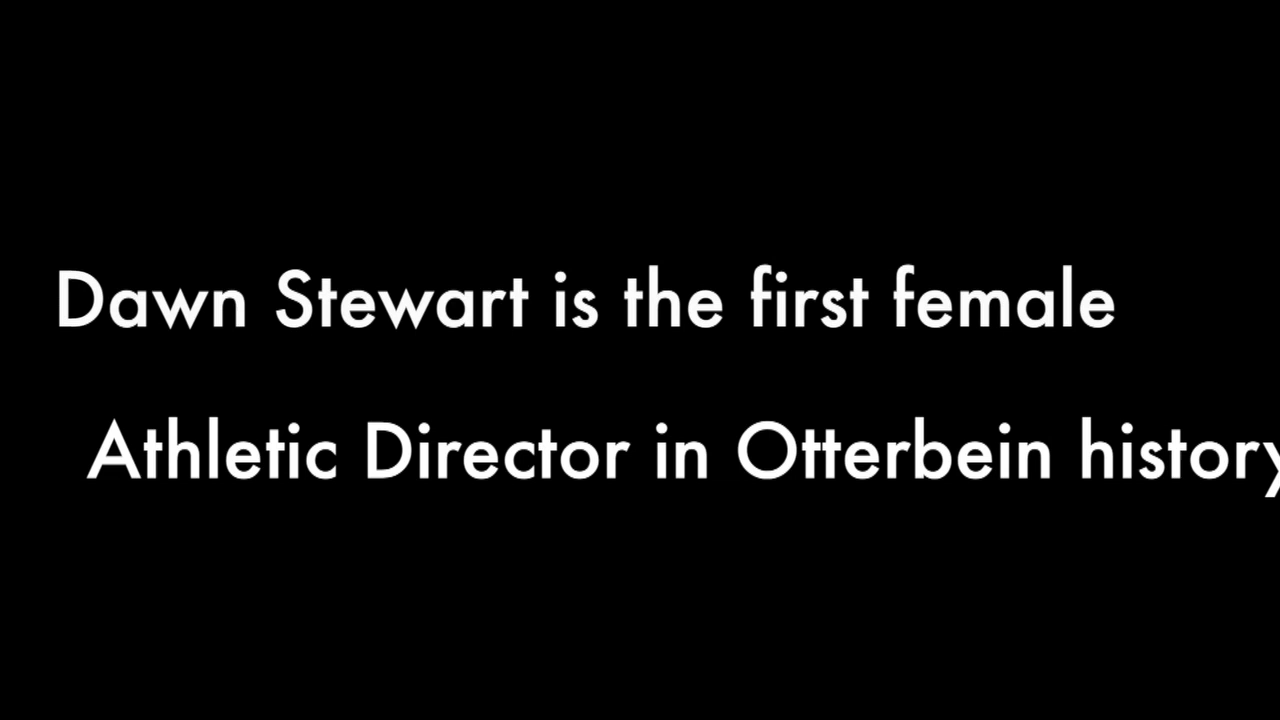 Dawn Stewart is the first female
Athletic Director in Otterbein history